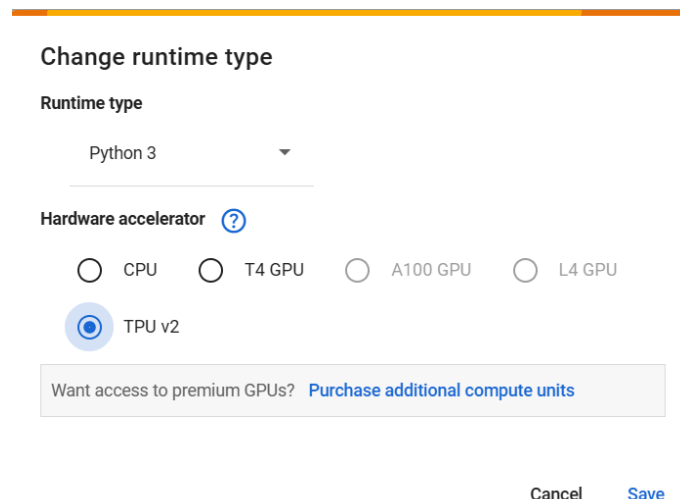 Change runtime type
Runtime type
Python 3
Hardware accelerator ?
CPU T4 GPU A100 GPU L4 GPU
TPU v2
Want access to premium GPUs? Purchase additional compute units
Cancel Save